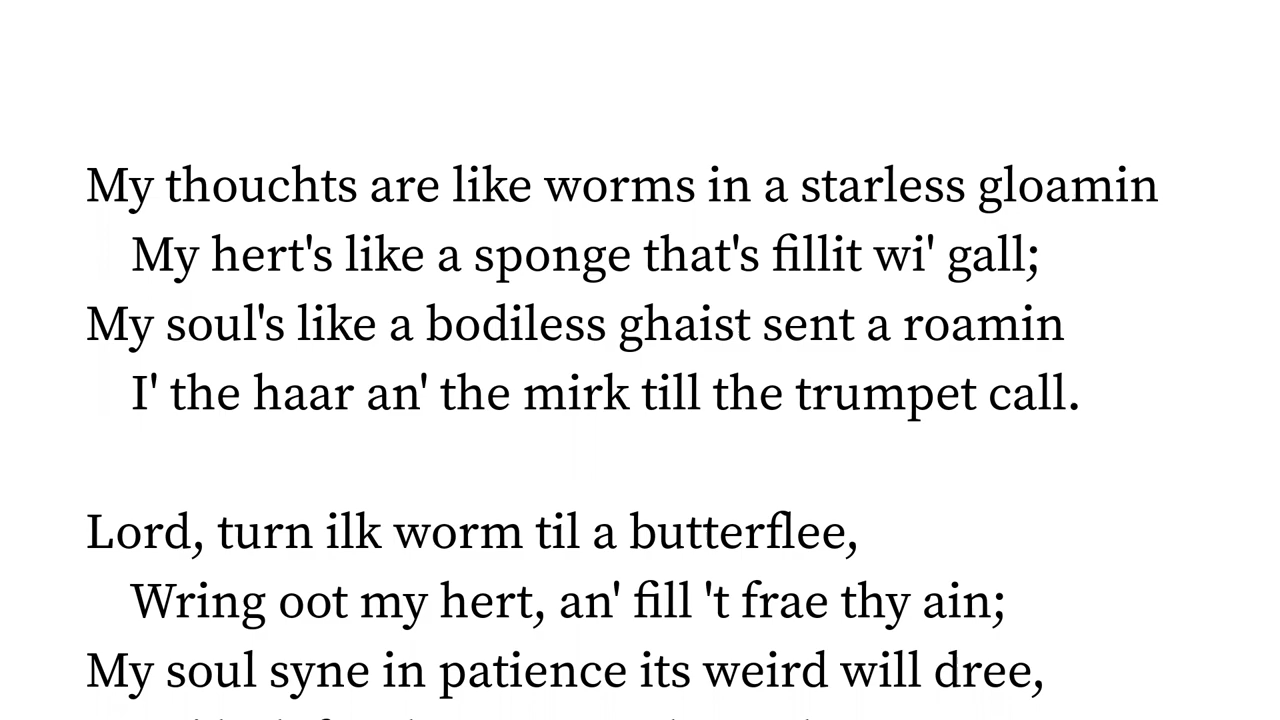 My thouchts are like worms in a starless gloamin
My hert's like a sponge that's fillit wi' gall;
My soul's like a bodiless ghaist sent a roamin
I' the haar an' the mirk till the trumpet call.
Lord, turn ilk worm til a butterflee,
Wring oot my hert, an' fill 't frae thy ain;
My soul syne in patience its weird will dree,